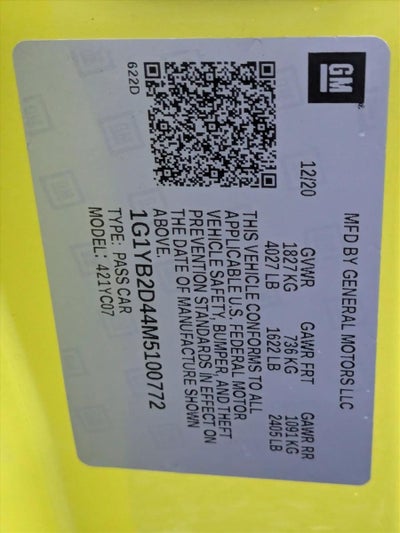 GM
MFD BY GENERAL MOTORS LLC
12/20 GVWR GAWR FRT GAWR RR
1827 KG 736 KG 1091 KG
4027 LB 1622 LB 2405 LB
THIS VEHICLE CONFORMS TO ALL
APPLICABLE U.S. FEDERAL MOTOR
VEHICLE SAFETY, BUMPER, AND THEFT
PREVENTION STANDARDS IN EFFECT ON
THE DATE OF MANUFACTURE SHOWN
ABOVE.
1G1YB2D44M5100772
TYPE: PASS CAR
MODEL: 421YC07
622D